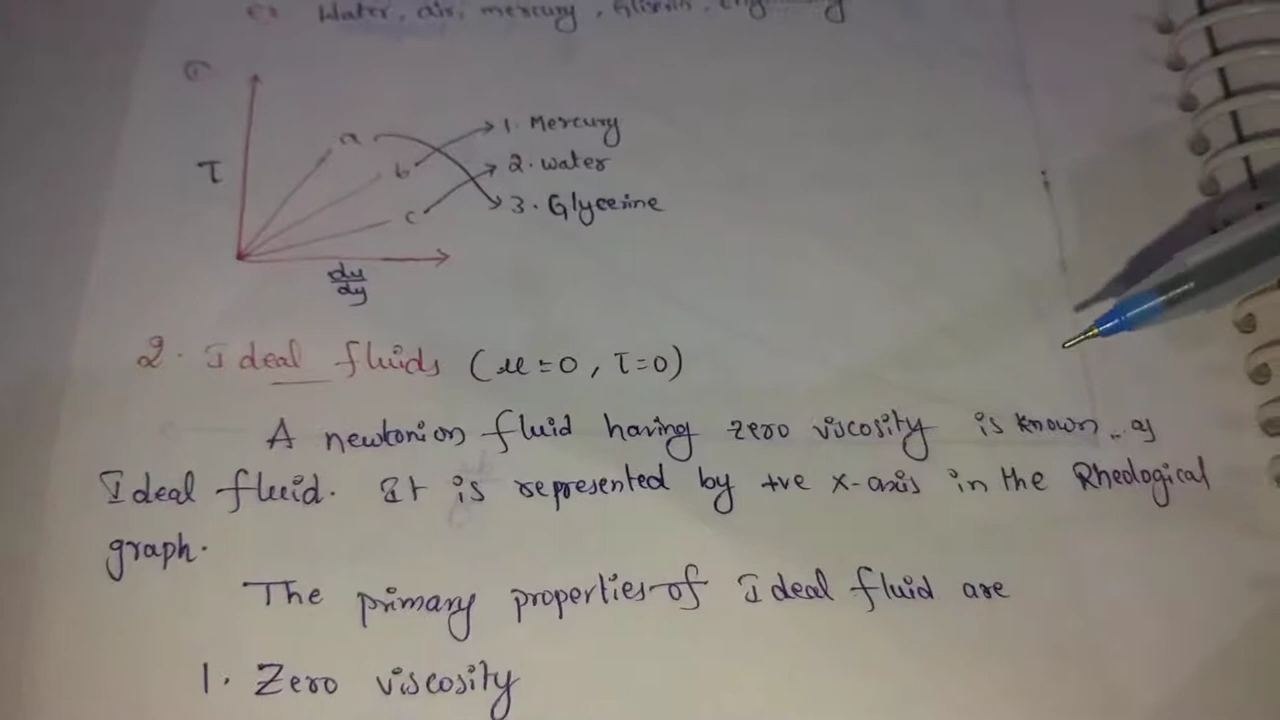 Water, air, mercury,
τ
a
b
c
1. Mercury
2. water
3. Glycerine
du/dy
2. Ideal fluids (μ=0, τ=0)
A newtonion fluid having zero viscosity is known as
Ideal fluid. It is represented by +ve x-axis in the Rheological
graph.
The primary properties of Ideal fluid are
1. Zero viscosity